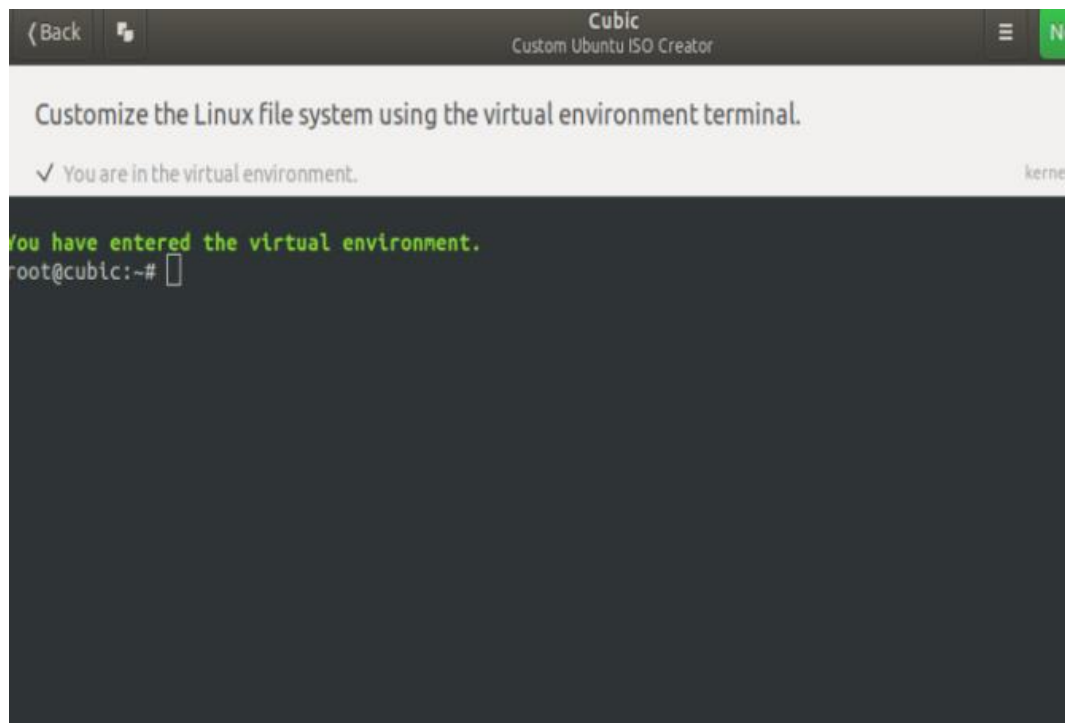 Back
Cubic
Custom Ubuntu ISO Creator
Customize the Linux file system using the virtual environment terminal.
✓ You are in the virtual environment.
You have entered the virtual environment.
root@cubic:~#